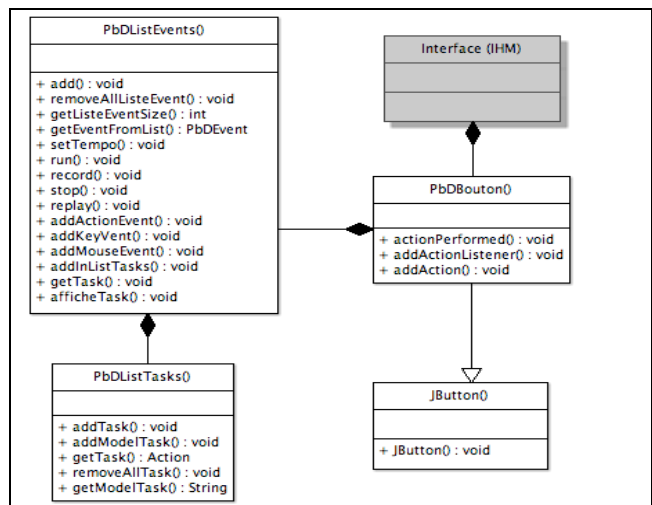 PbDListEvents()
+ add() : void
+ removeAllListeEvent() : void
+ getListeEventSize() : int
+ getEventFromList() : PbDEvent
+ setTempo() : void
+ run() : void
+ record() : void
+ stop() : void
+ replay() : void
+ addActionEvent() : void
+ addKeyVent() : void
+ addMouseEvent() : void
+ addInListTasks() : void
+ getTask() : void
+ afficheTask() : void
Interface (IHM)
PbDBouton()
+ actionPerformed() : void
+ addActionListener() : void
+ addAction() : void
PbDListTasks()
+ addTask() : void
+ addModelTask() : void
+ getTask() : Action
+ removeAllTask() : void
+ getModelTask() : String
JButton()
+ JButton() : void